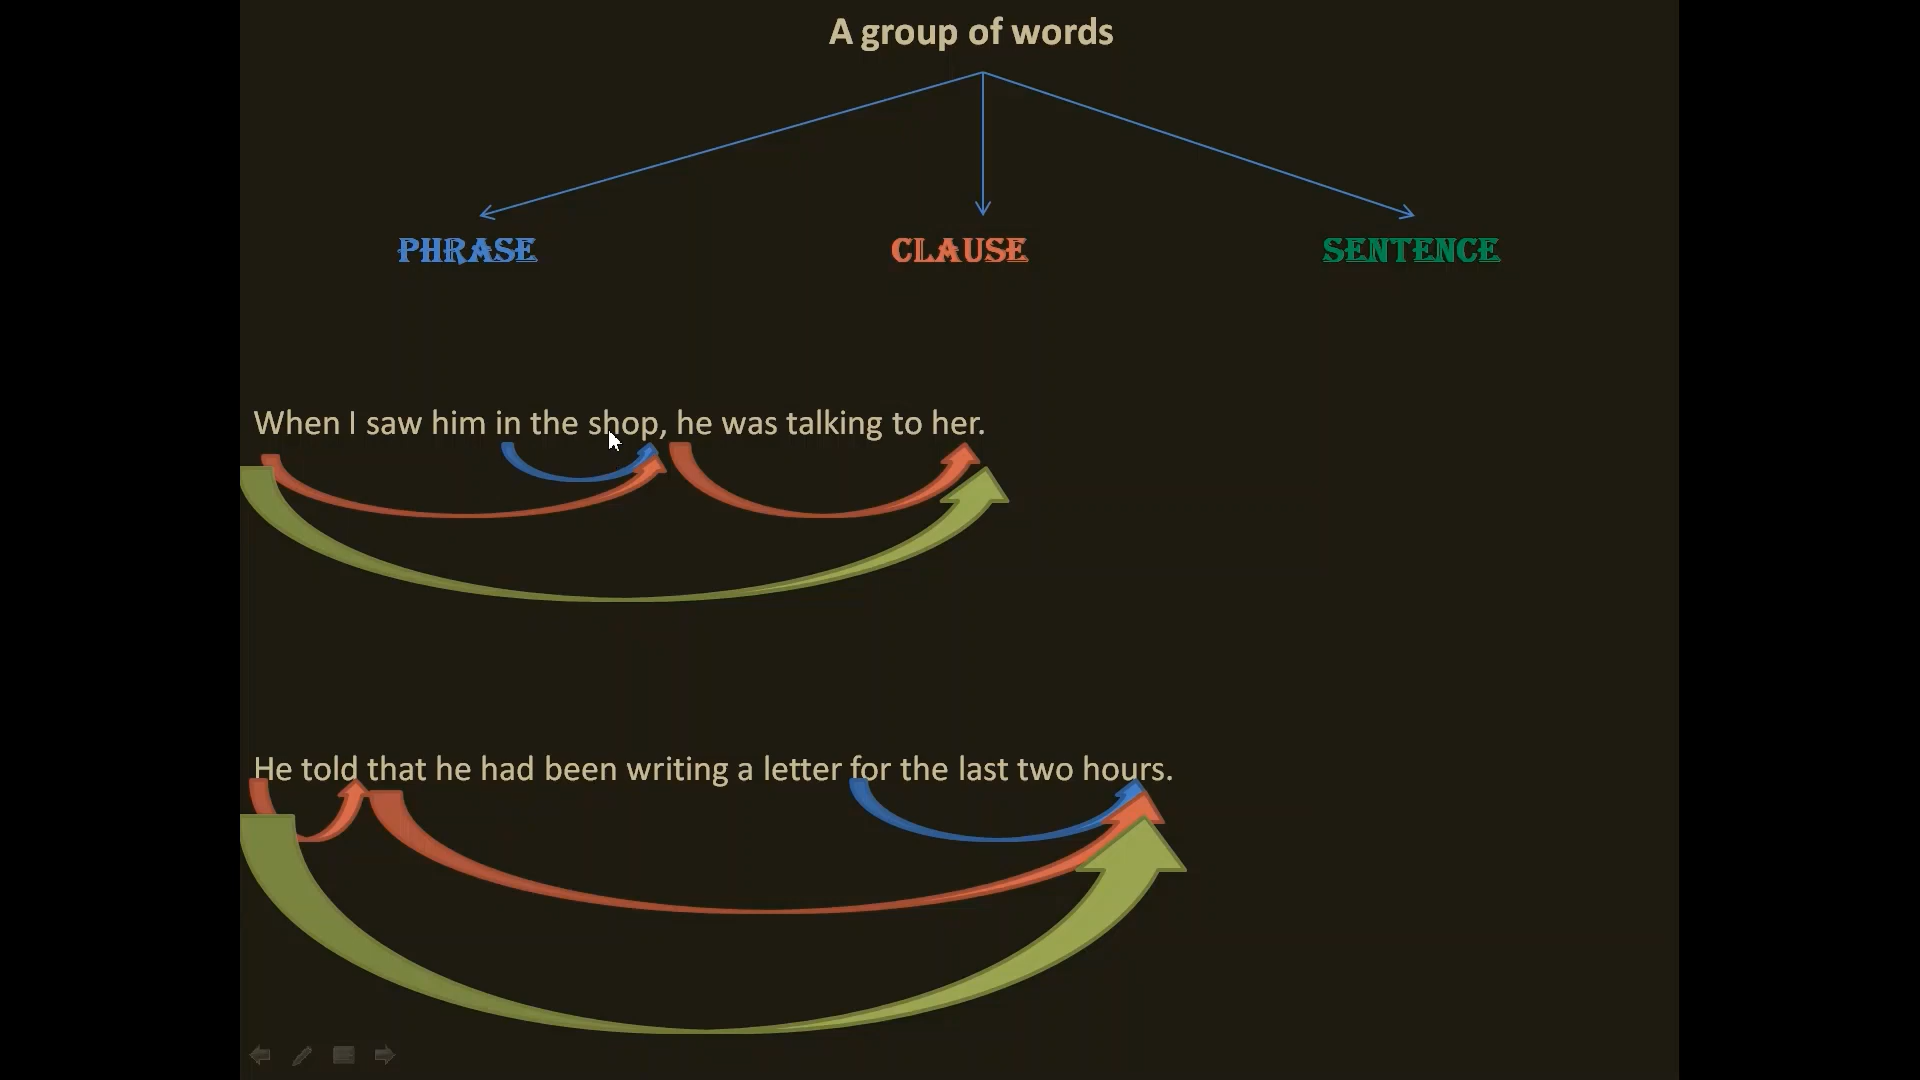 A group of words
PHRASE CLAUSE SENTENCE
When I saw him in the shop, he was talking to her.
He told that he had been writing a letter for the last two hours.